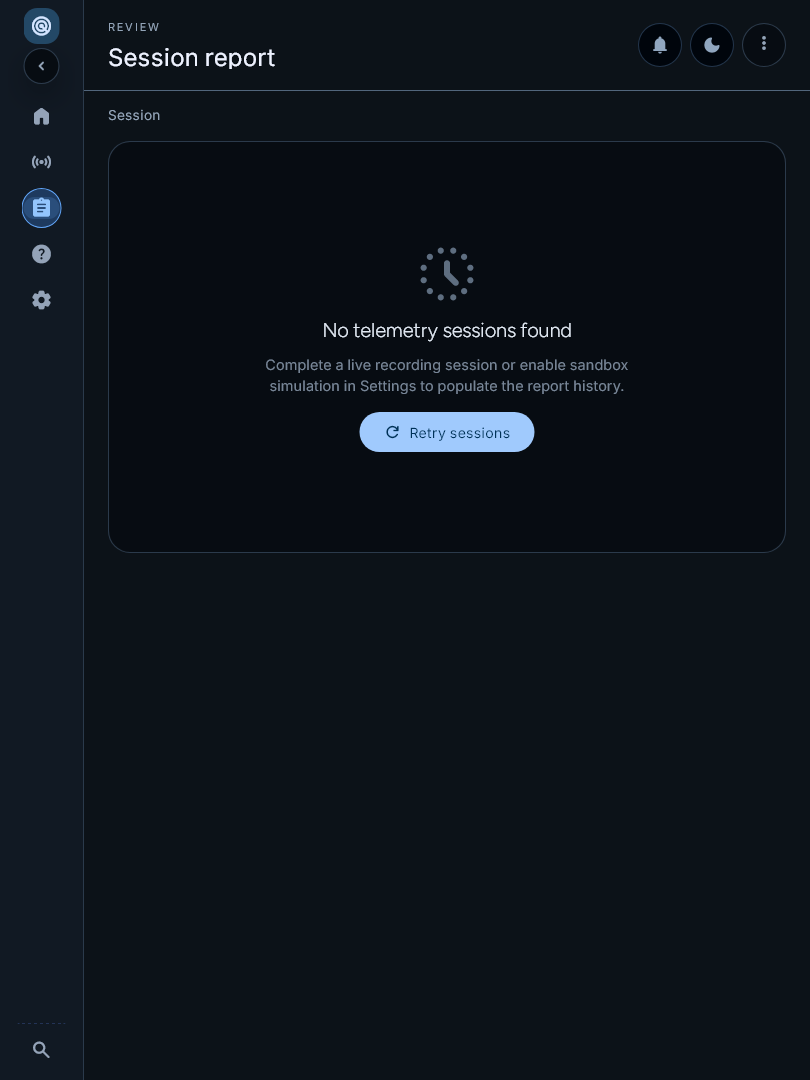 REVIEW
Session report
Session
No telemetry sessions found
Complete a live recording session or enable sandbox
simulation in Settings to populate the report history.
Retry sessions